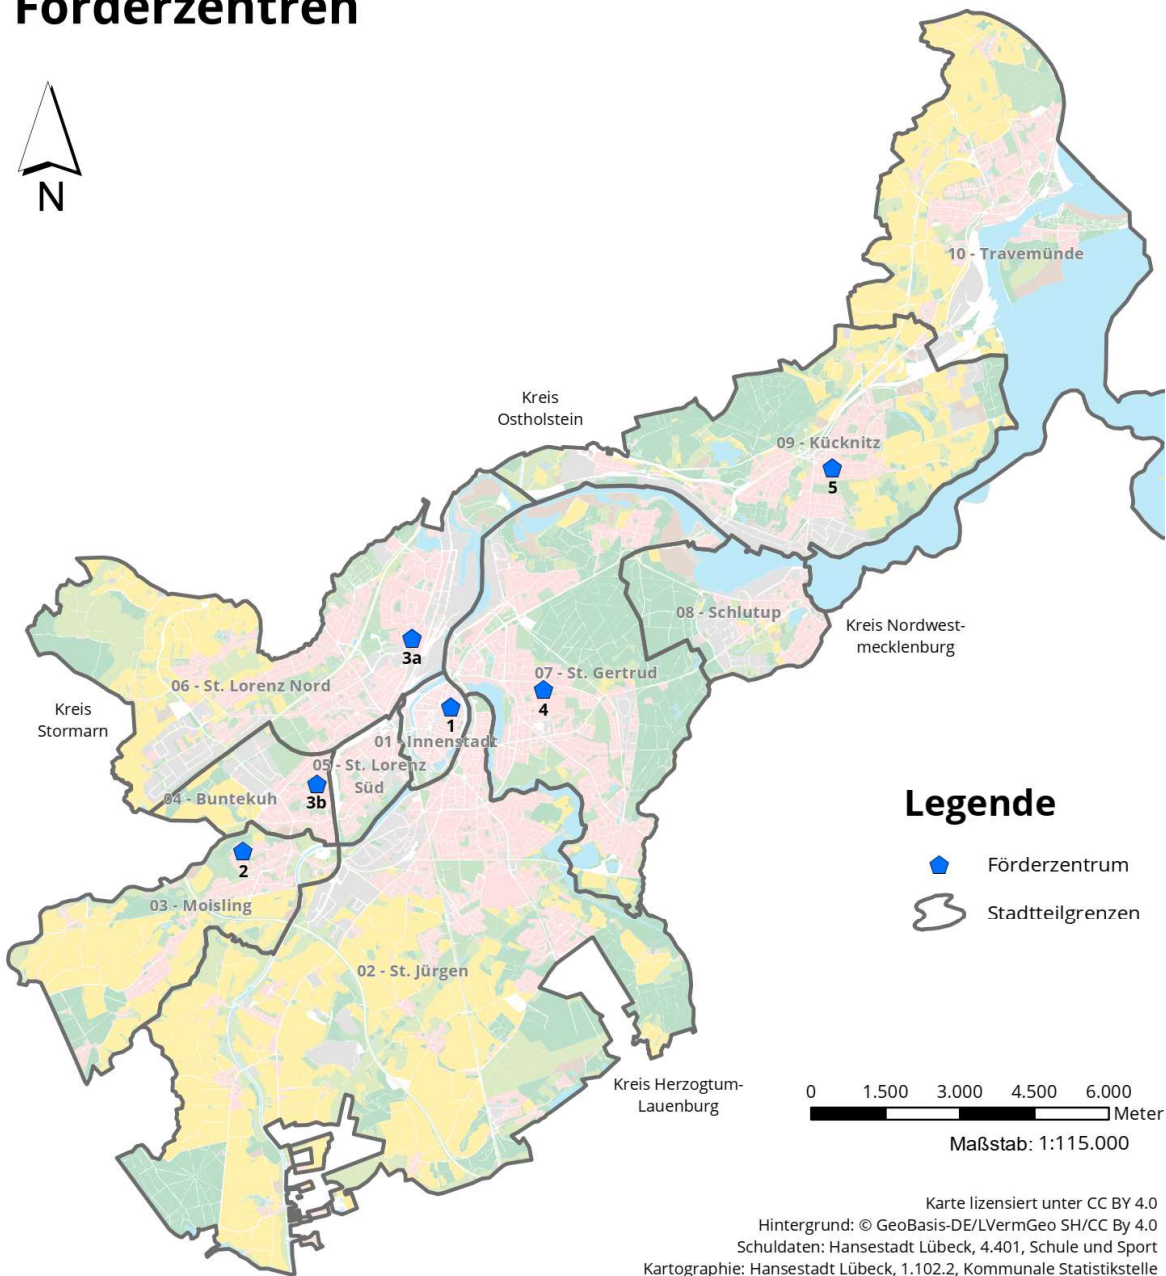 Förderzentren
N
10 - Travemünde
Kreis
Ostholstein
09 - Kücknitz
5
08 - Schlutup
Kreis Nordwest-
mecklenburg
3a
07 - St. Gertrud
06 - St. Lorenz Nord
4
Kreis
Stormarn
1
01 - Innenstadt
05 - St. Lorenz
Süd
04 - Buntekuh
3b
2
03 - Moisling
02 - St. Jürgen
Kreis Herzogtum-
Lauenburg
Legende
Förderzentrum
Stadtteilgrenzen
0 1.500 3.000 4.500 6.000
Meter
Maßstab: 1:115.000
Karte lizensiert unter CC BY 4.0
Hintergrund: © GeoBasis-DE/LVermGeo SH/CC By 4.0
Schuldaten: Hansestadt Lübeck, 4.401, Schule und Sport
Kartographie: Hansestadt Lübeck, 1.102.2, Kommunale Statistikstelle